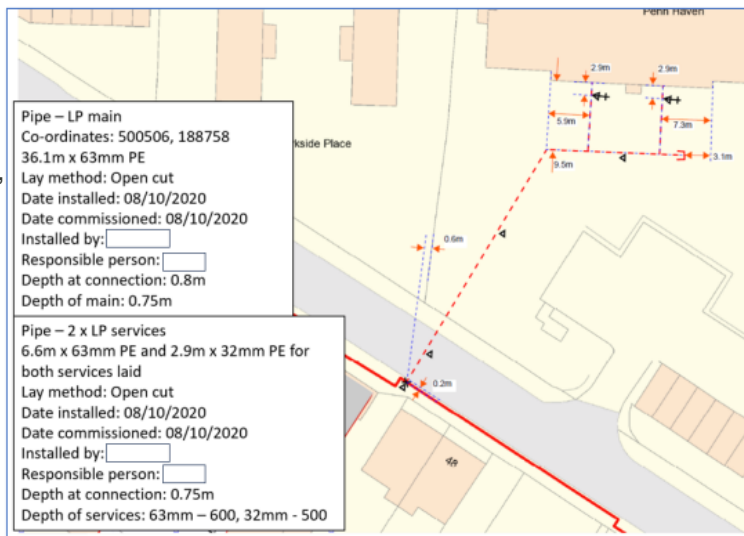 Penn Haven
2.9m
2.9m
5.9m
7.3m
3.1m
9.5m
Pipe – LP main
Co-ordinates: 500506, 188758
36.1m x 63mm PE
Lay method: Open cut
Date installed: 08/10/2020
Date commissioned: 08/10/2020
Installed by:
Responsible person:
Depth at connection: 0.8m
Depth of main: 0.75m
rkside Place
0.6m
Pipe – 2 x LP services
6.6m x 63mm PE and 2.9m x 32mm PE for
both services laid
Lay method: Open cut
Date installed: 08/10/2020
Date commissioned: 08/10/2020
Installed by:
Responsible person:
Depth at connection: 0.75m
Depth of services: 63mm – 600, 32mm - 500
0.2m